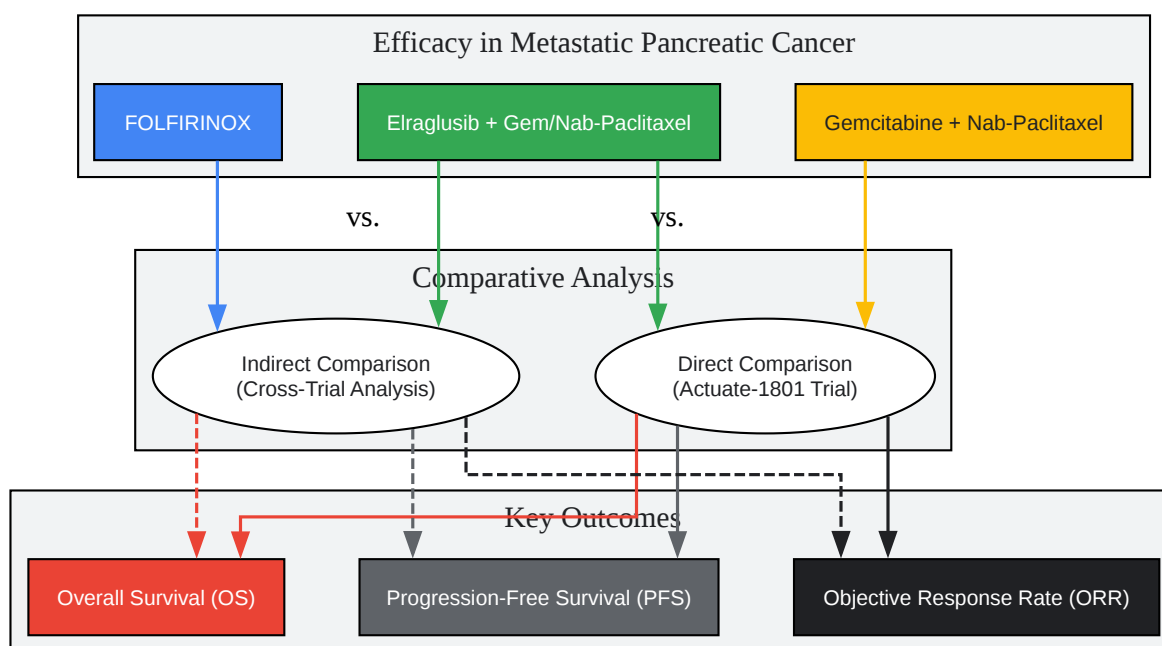 Efficacy in Metastatic Pancreatic Cancer
FOLFIRINOX
Elraglusib + Gem/Nab-Paclitaxel
Gemcitabine + Nab-Paclitaxel
vs.
vs.
Comparative Analysis
Indirect Comparison
(Cross-Trial Analysis)
Direct Comparison
(Actuate-1801 Trial)
Key Outcomes
Overall Survival (OS)
Progression-Free Survival (PFS)
Objective Response Rate (ORR)